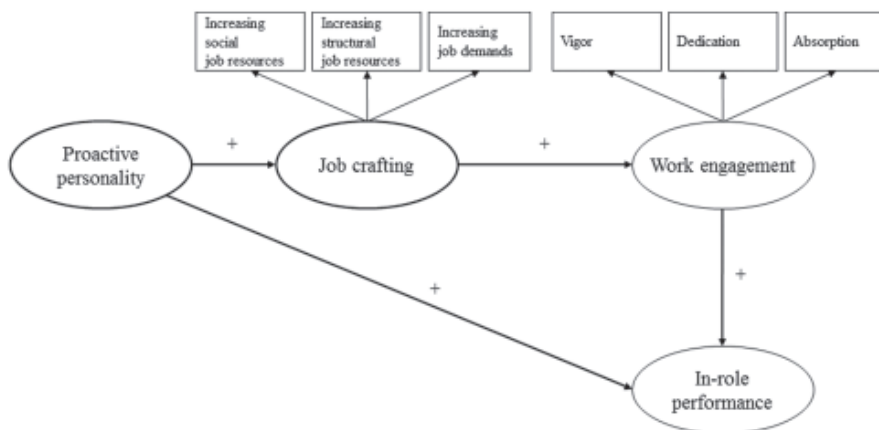 Increasing
social
job resources
Increasing
structural
job resources
Increasing
job demands
Vigor
Dedication
Absorption
Proactive
personality
+
Job crafting
+
Work engagement
+
+
In-role
performance